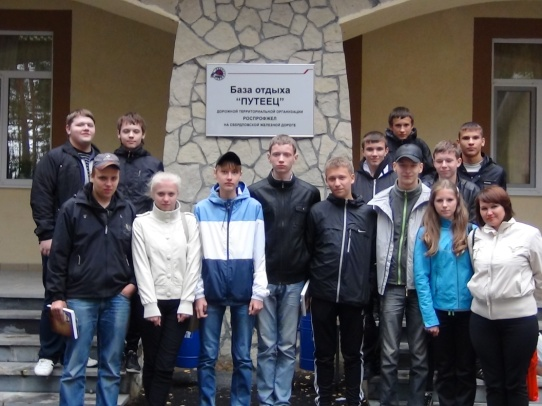 База отдыха
"ПУТЕЕЦ"
ДОРОЖНОЙ ТЕРРИТОРИАЛЬНОЙ ОРГАНИЗАЦИИ
РОСПРОФЖЕЛ
НА СВЕРДЛОВСКОЙ ЖЕЛЕЗНОЙ ДОРОГЕ